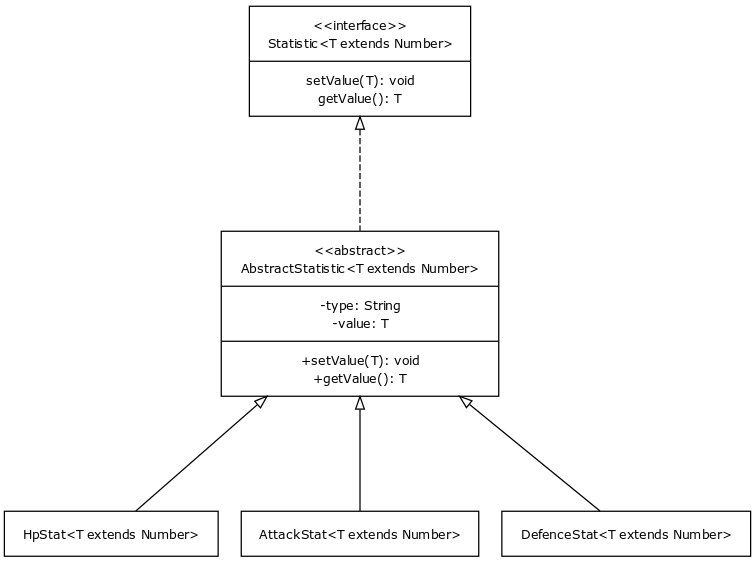 <<interface>>
Statistic<T extends Number>
setValue(T): void
getValue(): T
<<abstract>>
AbstractStatistic<T extends Number>
-type: String
-value: T
+setValue(T): void
+getValue(): T
HpStat<T extends Number>
AttackStat<T extends Number>
DefenceStat<T extends Number>